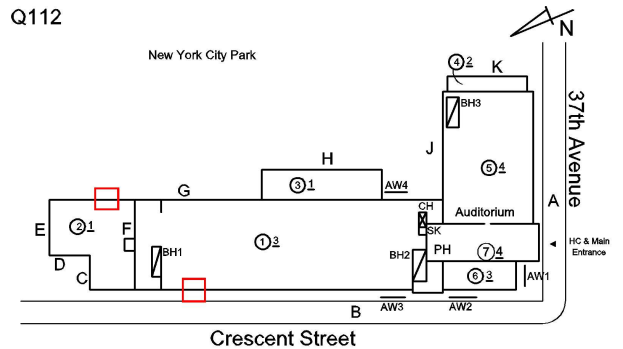 Q112
N
New York City Park
④ 2
K
BH3
37th Avenue
H
J
⑤ 4
③ 1
AW4
G
A
CH
Auditorium
E
② 1
F
SK
① 3
PH
⑦ 4
HC & Main
Entrance
BH1
BH2
D
C
⑥ 3
AW1
B
AW3
AW2
Crescent Street